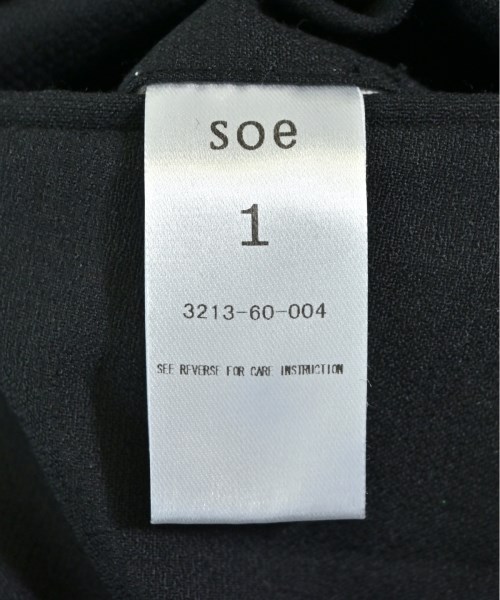 soe
1
3213-60-004
SEE REVERSE FOR CARE INSTRUCTION